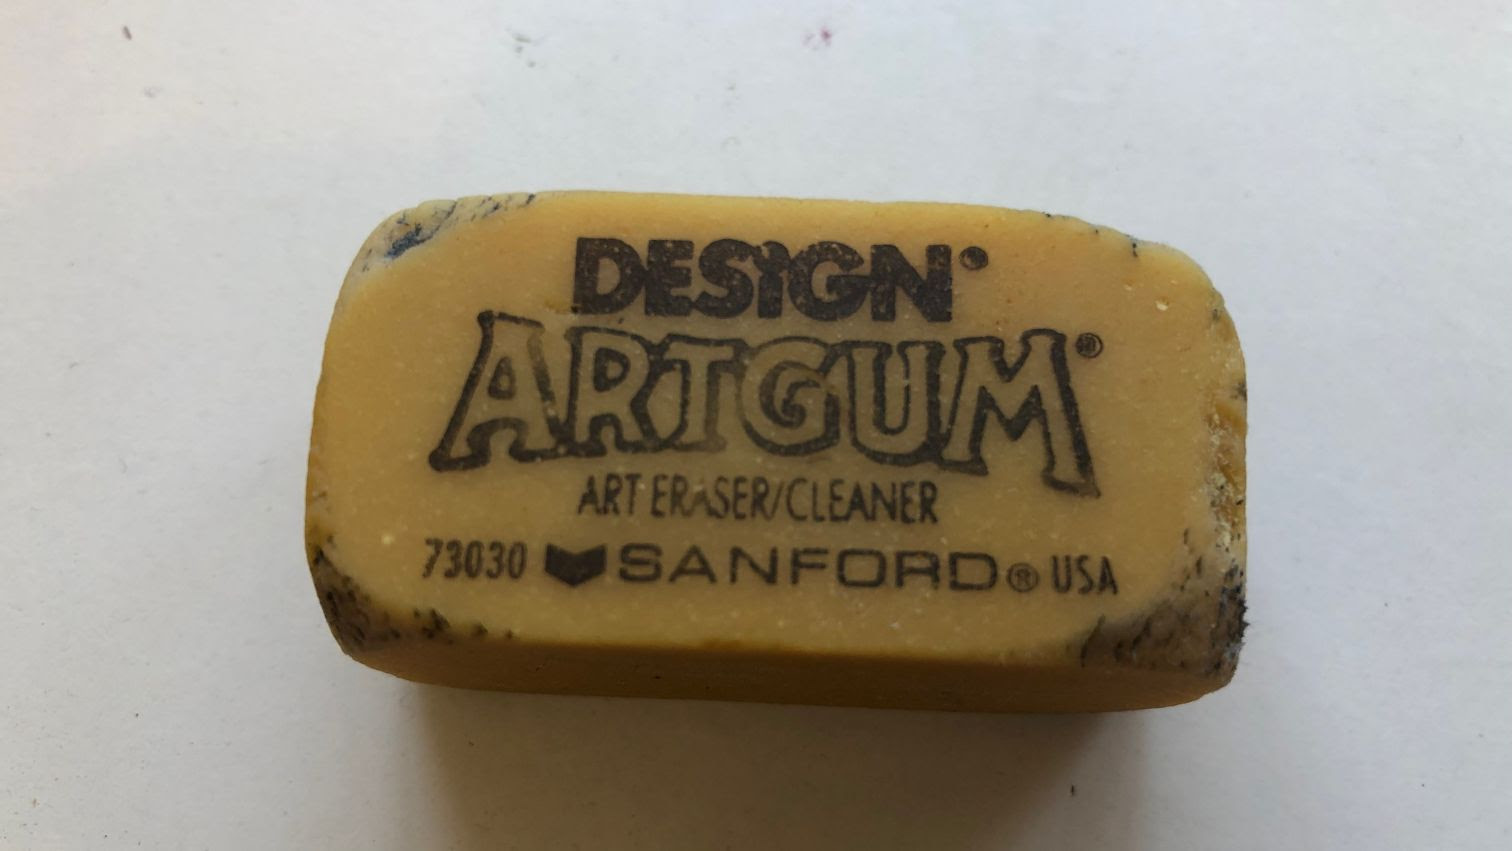 DESIGN®
ARTGUM®
ART ERASER/CLEANER
73030 SANFORD® USA